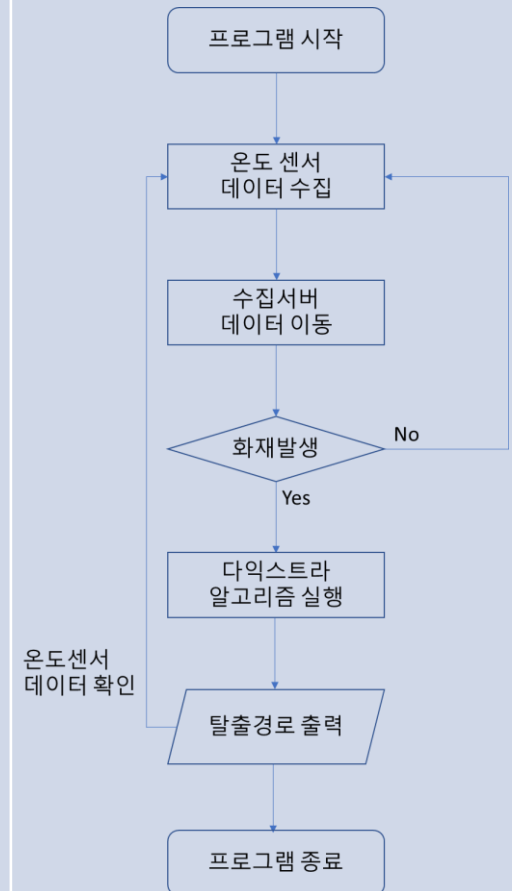 프로그램 시작
온도 센서
데이터 수집
수집서버
데이터 이동
화재발생
No
Yes
다익스트라
알고리즘 실행
온도센서
데이터 확인
탈출경로 출력
프로그램 종료